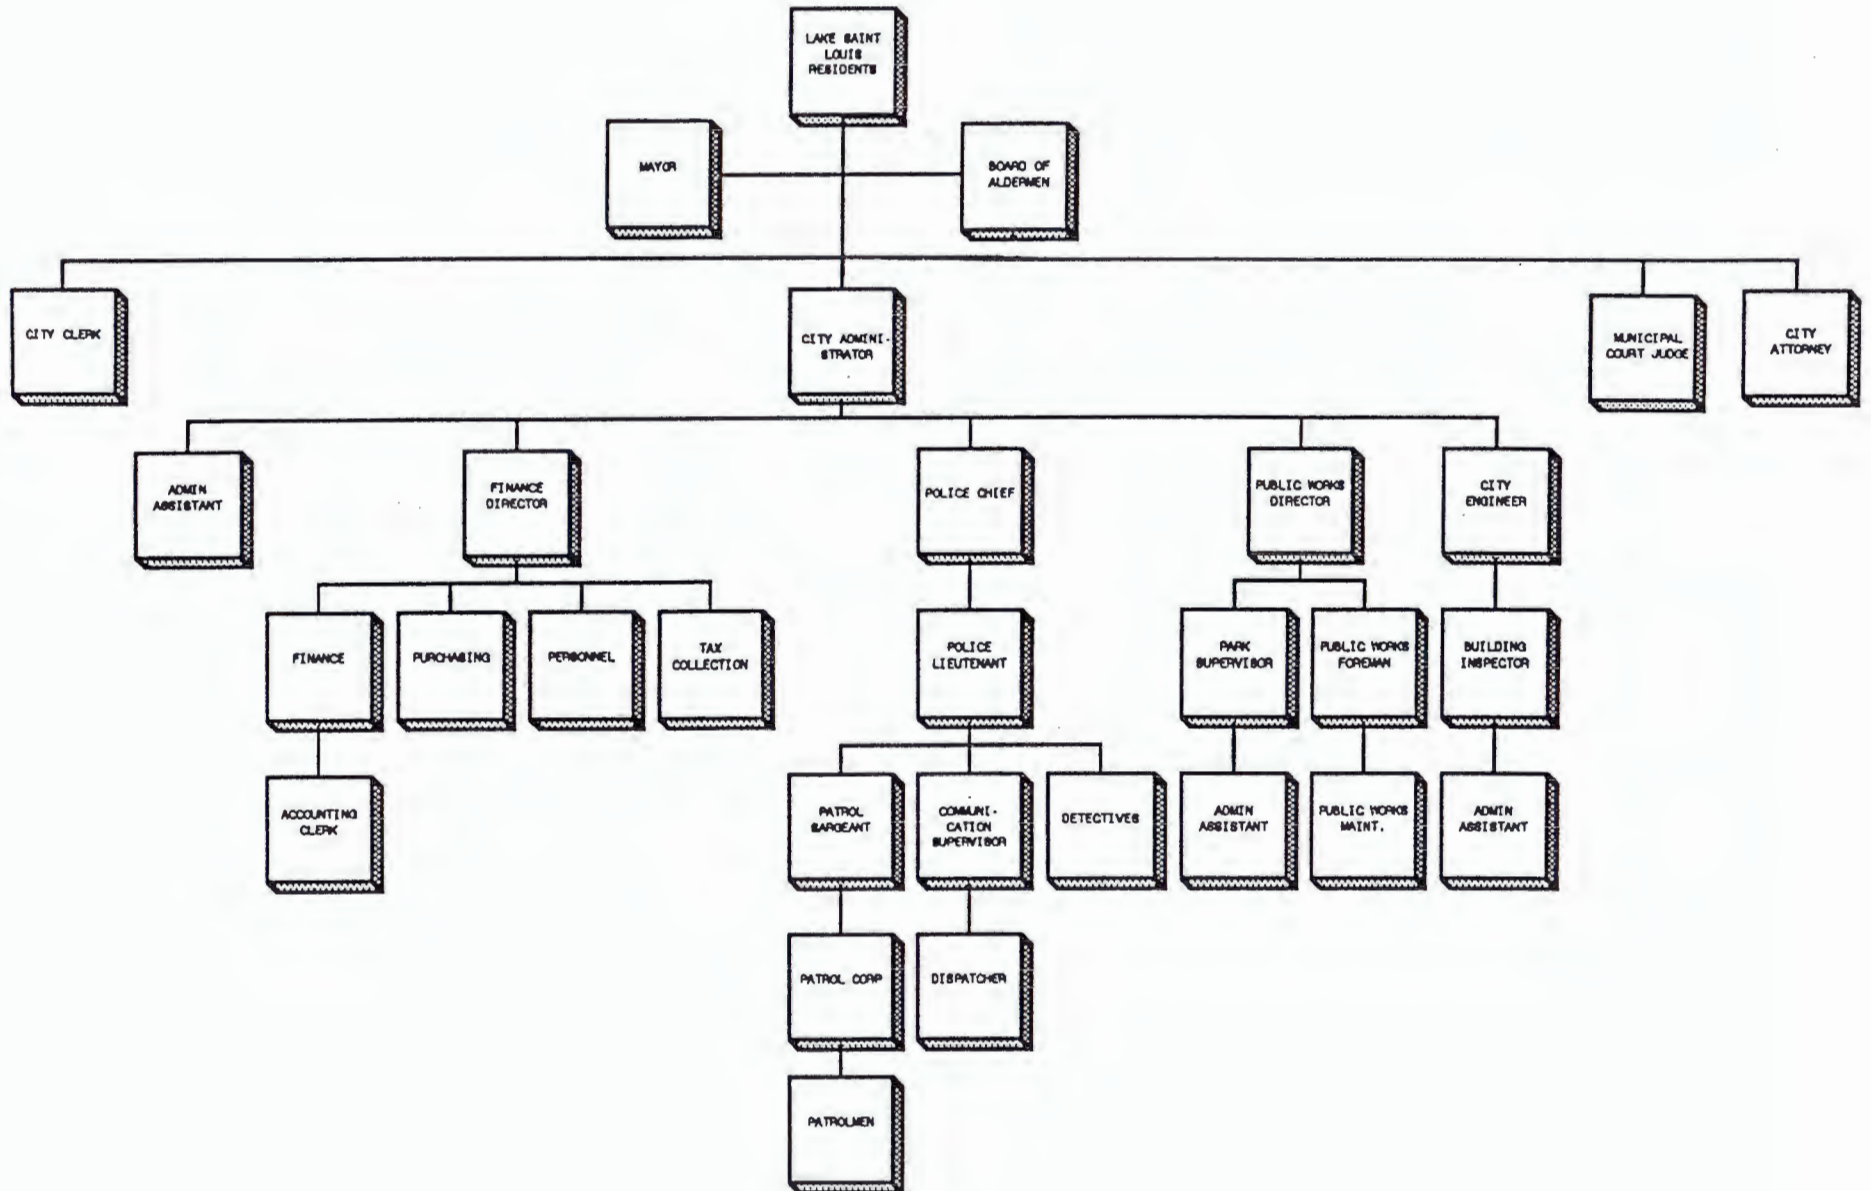 LAKE SAINT
LOUIS
RESIDENTS
MAYOR
BOARD OF
ALDERMEN
CITY CLERK
CITY ADMINI-
STRATOR
MUNICIPAL
COURT JUDGE
CITY
ATTORNEY
ADMIN
ASSISTANT
FINANCE
DIRECTOR
POLICE CHIEF
PUBLIC WORKS
DIRECTOR
CITY
ENGINEER
FINANCE
PURCHASING
PERSONNEL
TAX
COLLECTION
POLICE
LIEUTENANT
PARK
SUPERVISOR
PUBLIC WORKS
FOREMAN
BUILDING
INSPECTOR
ACCOUNTING
CLERK
PATROL
SARGEANT
COMMUNI-
CATION
SUPERVISOR
DETECTIVES
ADMIN
ASSISTANT
PUBLIC WORKS
MAINT.
ADMIN
ASSISTANT
PATROL CORP
DISPATCHER
PATROLMEN